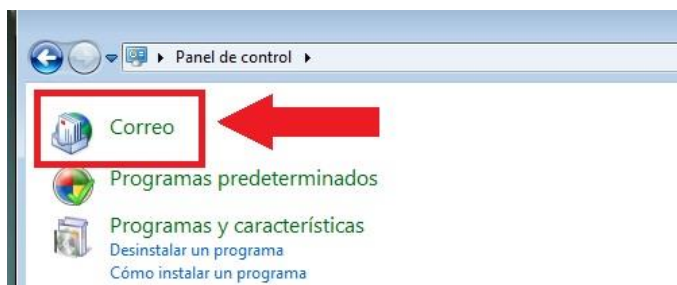 Panel de control
Correo
Programas predeterminados
Programas y características
Desinstalar un programa
Cómo instalar un programa